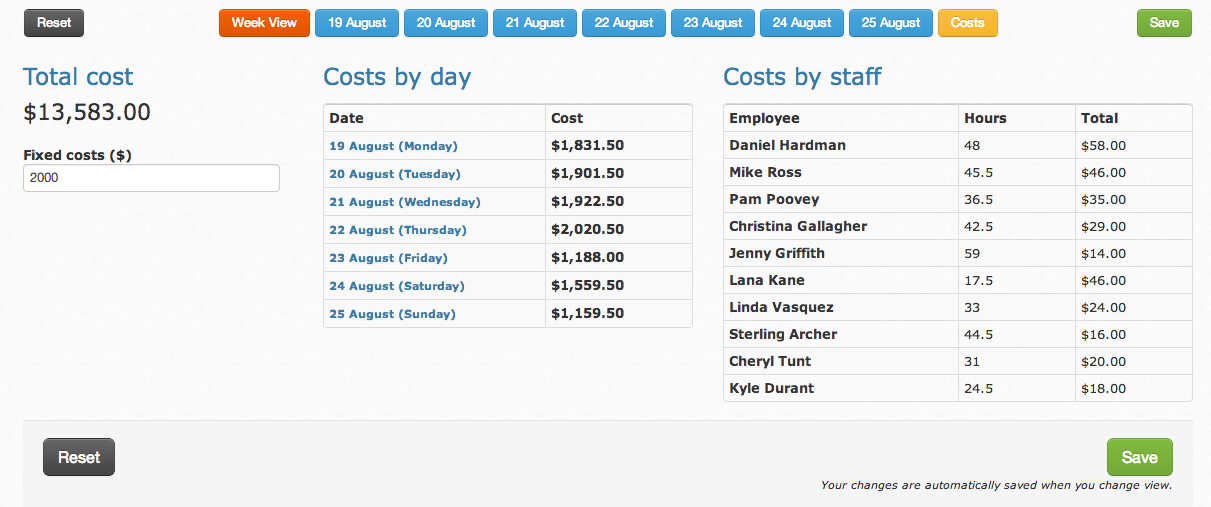 Reset Week View 19 August 20 August 21 August 22 August 23 August 24 August 25 August Costs Save
Total cost
$13,583.00
Fixed costs ($)
2000
Costs by day
Date Cost
19 August (Monday) $1,831.50
20 August (Tuesday) $1,901.50
21 August (Wednesday) $1,922.50
22 August (Thursday) $2,020.50
23 August (Friday) $1,188.00
24 August (Saturday) $1,559.50
25 August (Sunday) $1,159.50
Costs by staff
Employee Hours Total
Daniel Hardman 48 $58.00
Mike Ross 45.5 $46.00
Pam Poovey 36.5 $35.00
Christina Gallagher 42.5 $29.00
Jenny Griffith 59 $14.00
Lana Kane 17.5 $46.00
Linda Vasquez 33 $24.00
Sterling Archer 44.5 $16.00
Cheryl Tunt 31 $20.00
Kyle Durant 24.5 $18.00
Reset Save
Your changes are automatically saved when you change view.